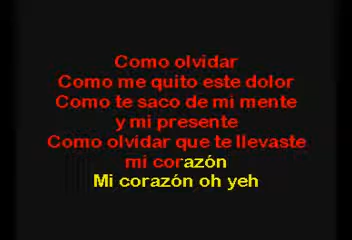 Como olvidar
Como me quito este dolor
Como te saco de mi mente
y mi presente
Como olvidar que te llevaste
mi corazón
Mi corazón oh yeh